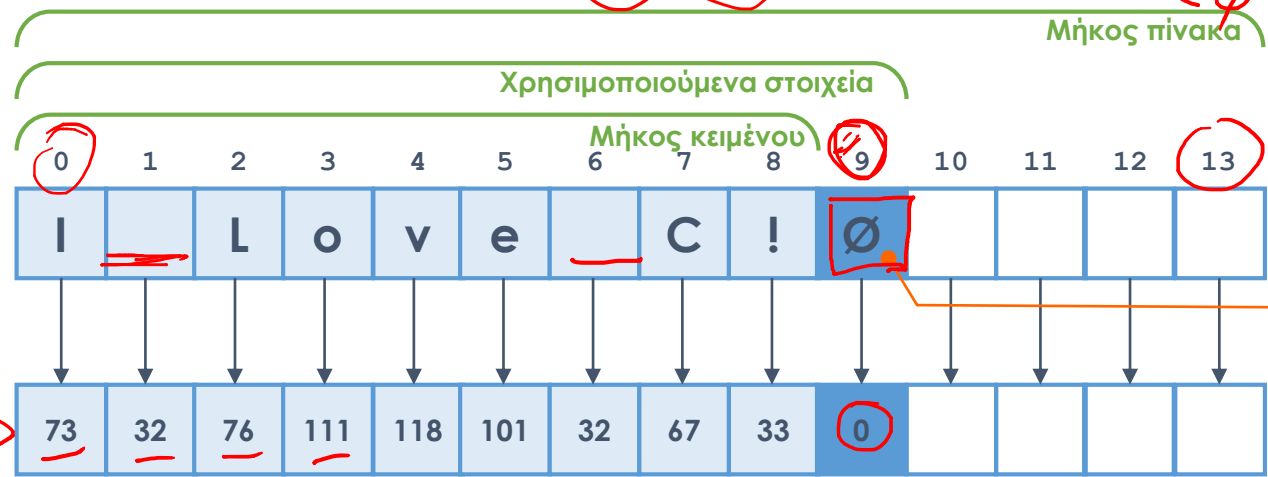 Μήκος πίνακα
Χρησιμοποιούμενα στοιχεία
Μήκος κειμένου
0 1 2 3 4 5 6 7 8 9 10 11 12 13
I L o v e C ! Ø
73 32 76 111 118 101 32 67 33 0